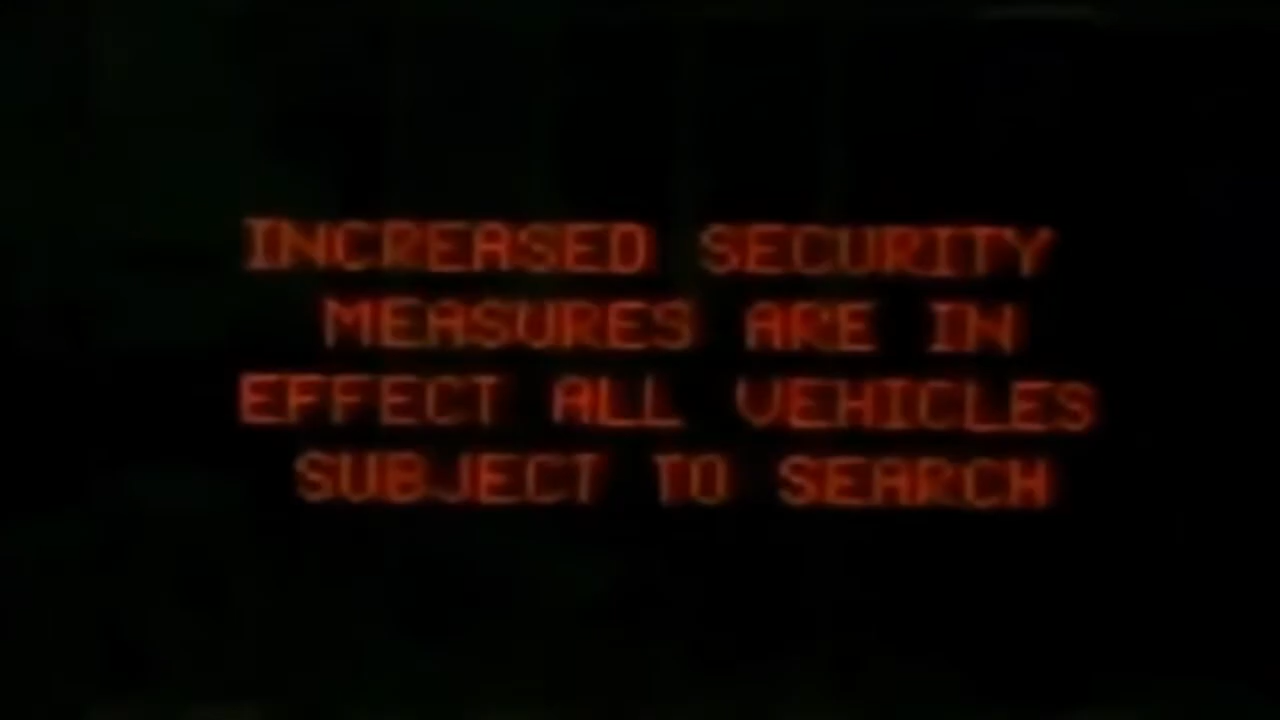 INCREASED SECURITY
MEASURES ARE IN
EFFECT ALL VEHICLES
SUBJECT TO SEARCH